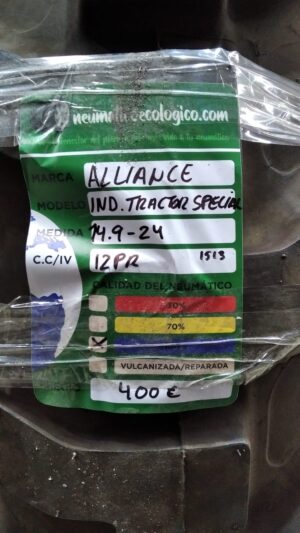 neumaticoecologico.com
MARCA ALLIANCE
MODELO IND. TRACTOR SPECIAL
MEDIDA 14.9-24
C.C/IV 12PR 1513
CALIDAD DEL NEUMÁTICO
70%
VULCANIZADA/REPARADA
400 €